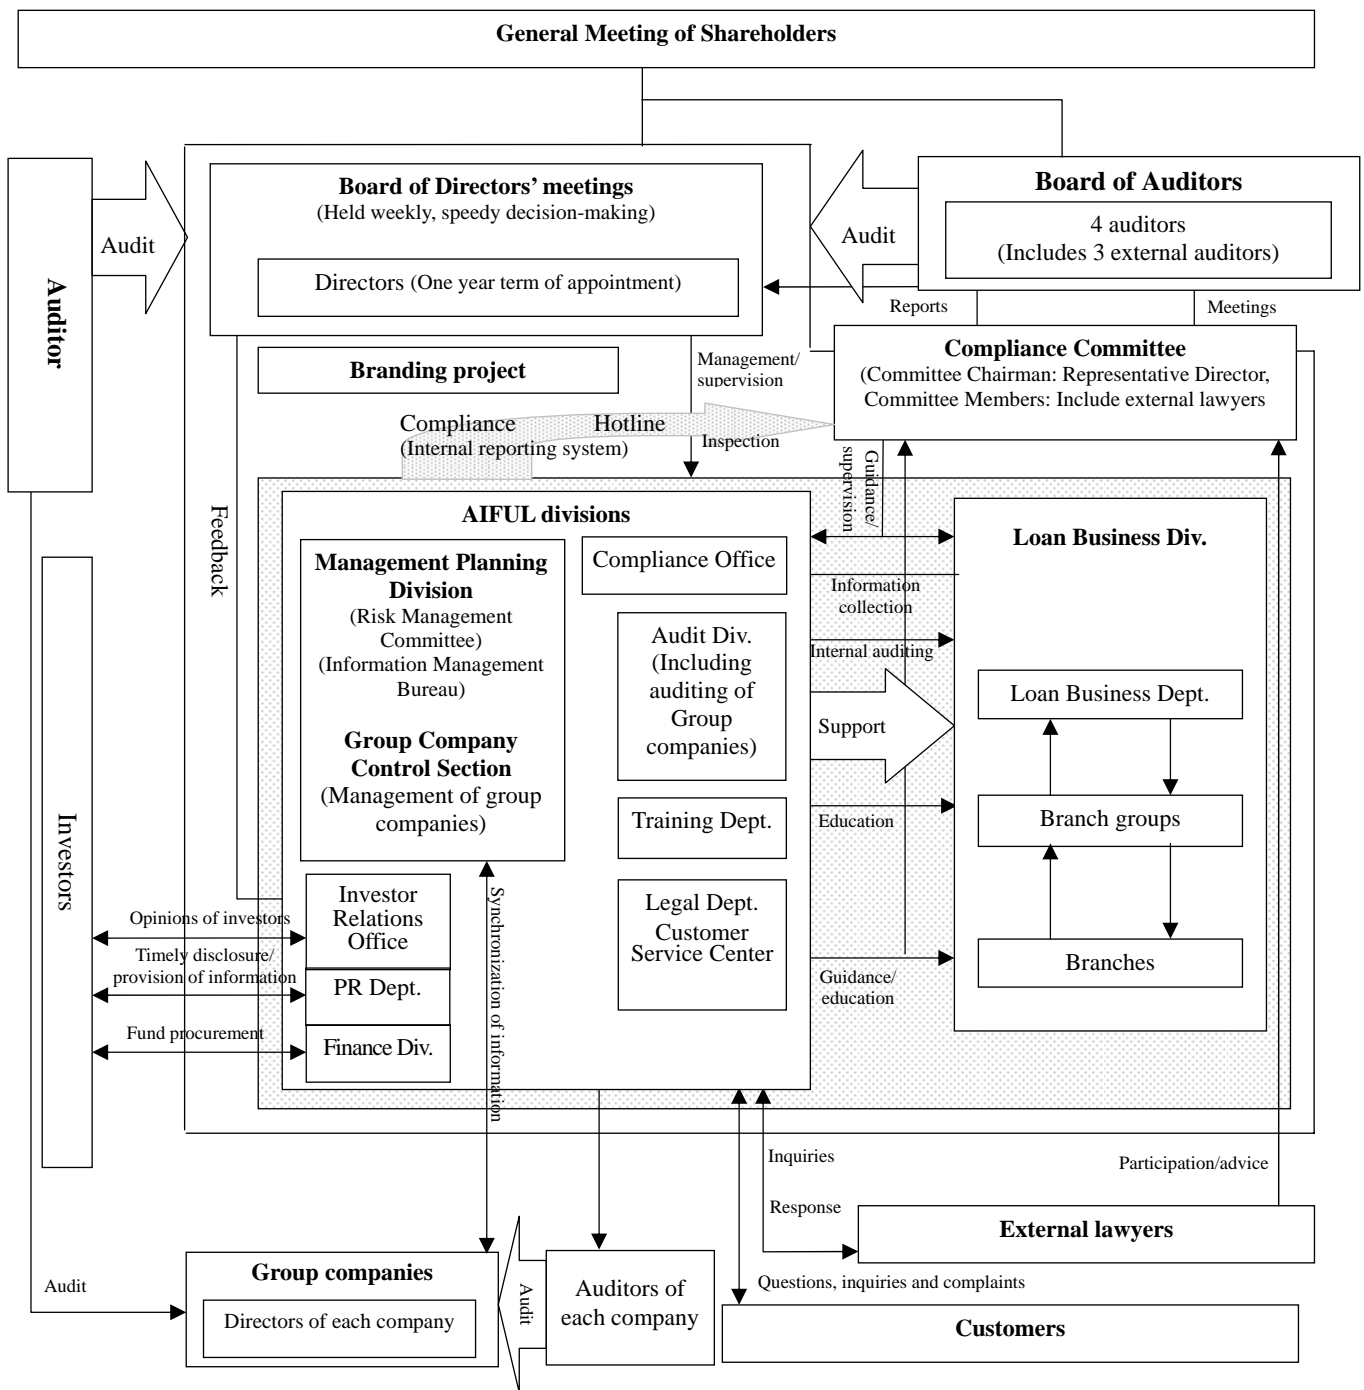 General Meeting of Shareholders
Auditor
Audit
Board of Directors’ meetings
(Held weekly, speedy decision-making)
Directors (One year term of appointment)
Audit
Board of Auditors
4 auditors
(Includes 3 external auditors)
Reports
Meetings
Branding project
Management/
supervision
Compliance Committee
(Committee Chairman: Representative Director,
Committee Members: Include external lawyers
Compliance Hotline
(Internal reporting system)
Inspection
Guidance/
supervision
Feedback
AIFUL divisions
Management Planning
Division
(Risk Management
Committee)
(Information Management
Bureau)
Group Company
Control Section
(Management of group
companies)
Compliance Office
Audit Div.
(Including
auditing of
Group
companies)
Training Dept.
Legal Dept.
Customer
Service Center
Information
collection
Internal auditing
Support
Education
Guidance/
education
Loan Business Div.
Loan Business Dept.
Branch groups
Branches
Investors
Opinions of investors
Timely disclosure/
provision of information
Fund procurement
Investor
Relations
Office
PR Dept.
Finance Div.
Synchronization of information
Inquiries
Response
Participation/advice
External lawyers
Questions, inquiries and complaints
Customers
Audit
Group companies
Directors of each company
Audit
Auditors of
each company